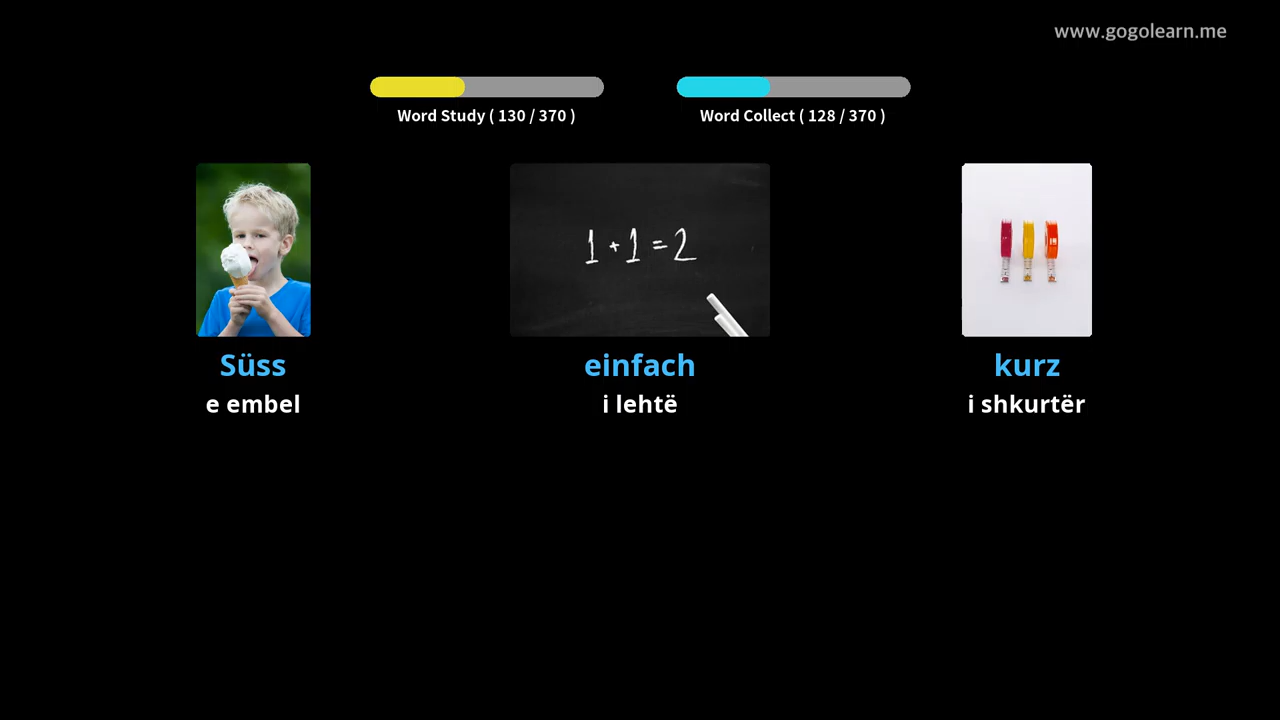 www.gogolearn.me
Word Study ( 130 / 370 )
Word Collect ( 128 / 370 )
1 + 1 = 2
Süss
einfach
kurz
e embel
i lehtë
i shkurtër